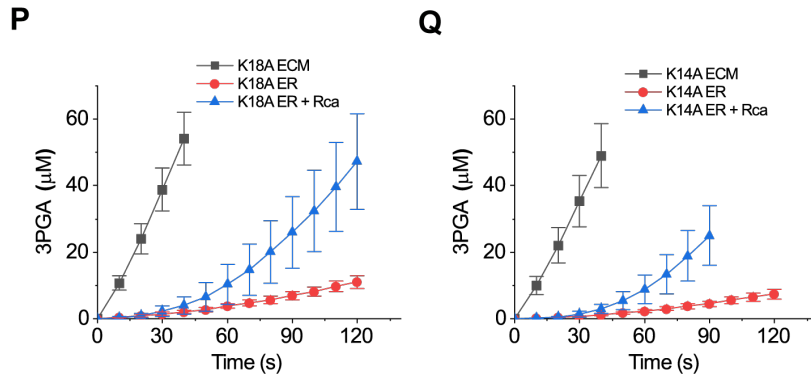 P
K18A ECM
K18A ER
K18A ER + Rca
3PGA (μM)
60
40
20
0
0 30 60 90 120
Time (s)
Q
K14A ECM
K14A ER
K14A ER + Rca
3PGA (μM)
60
40
20
0
0 30 60 90 120
Time (s)